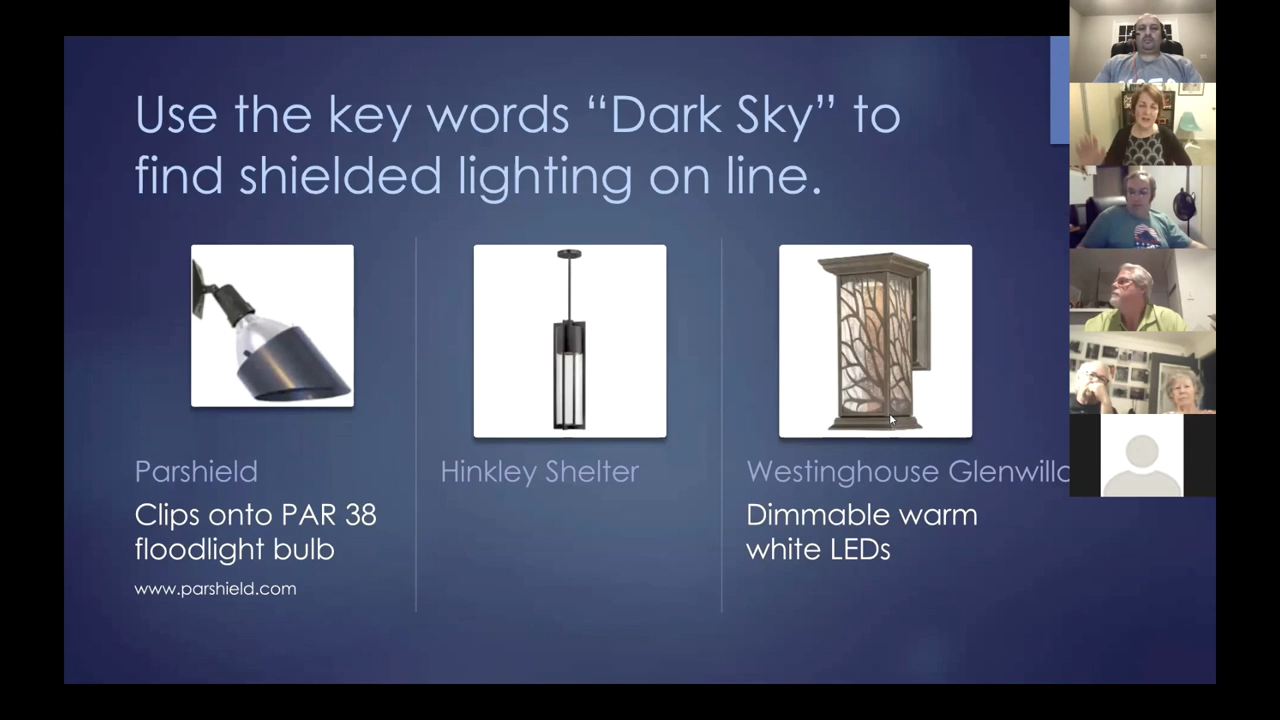 Use the key words “Dark Sky” to
find shielded lighting on line.
Parshield
Clips onto PAR 38
floodlight bulb
www.parshield.com
Hinkley Shelter
Westinghouse
Dimmable warm
white LEDs